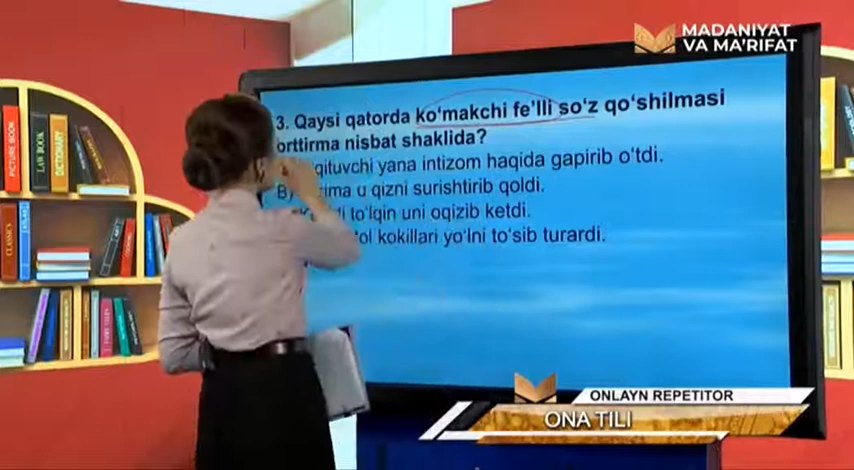 MADANIYAT
VA MA'RIFAT
3. Qaysi qatorda ko'makchi fe'lli so'z qo'shilmasi
orttirma nisbat shaklida?
yana intizom haqida gapirib o'tdi.
B) u qizni surishtirib qoldi.
to'lqin uni oqizib ketdi.
kokillari yo'lni to'sib turardi.
PICTURE BOOK
LAW BOOK
DICTIONARY
CLASSICS
ATLAS
ONLAYN REPETITOR
ONA TILI